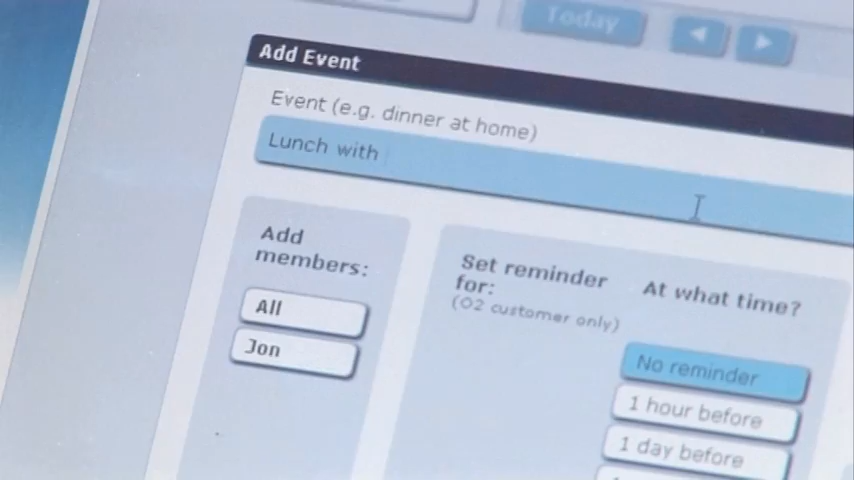 Today
Add Event
Event (e.g. dinner at home)
Lunch with
Add
members:
All
Jon
Set reminder
for:
(O2 customer only)
At what time?
No reminder
1 hour before
1 day before